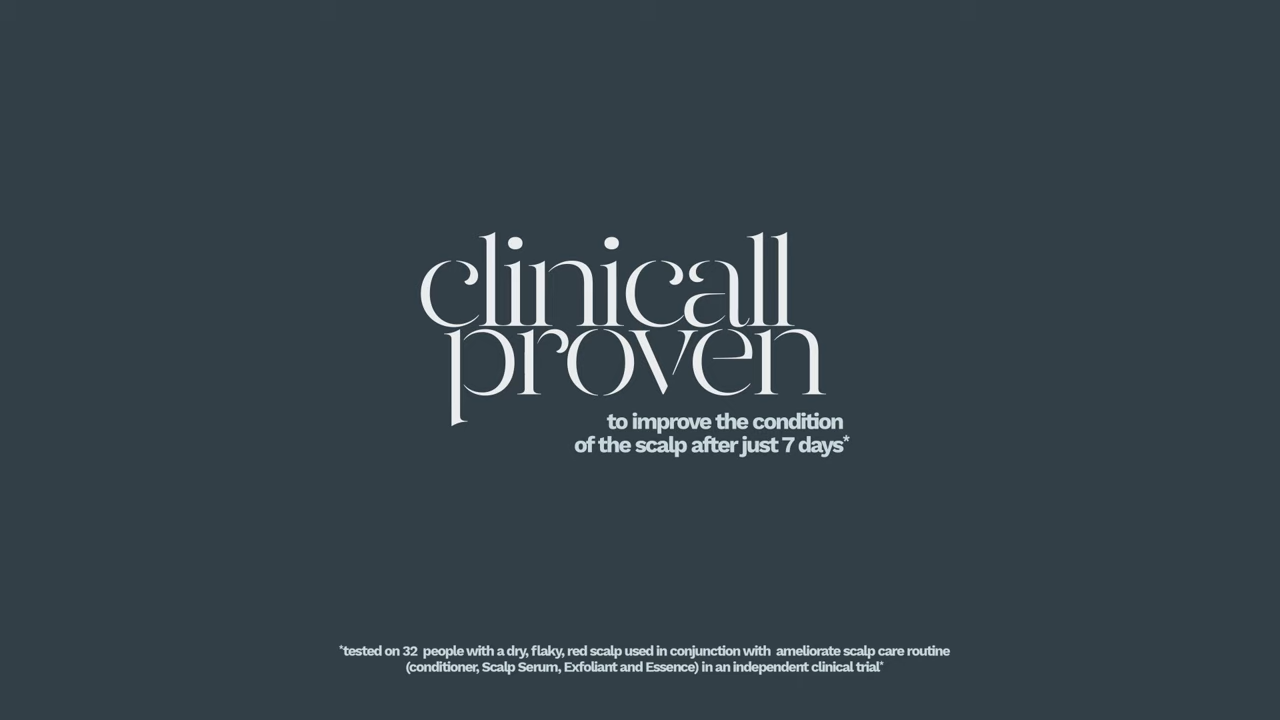 clinicall
proven
to improve the condition
of the scalp after just 7 days*
*tested on 32 people with a dry, flaky, red scalp used in conjunction with ameliorate scalp care routine
(conditioner, Scalp Serum, Exfoliant and Essence) in an independent clinical trial*